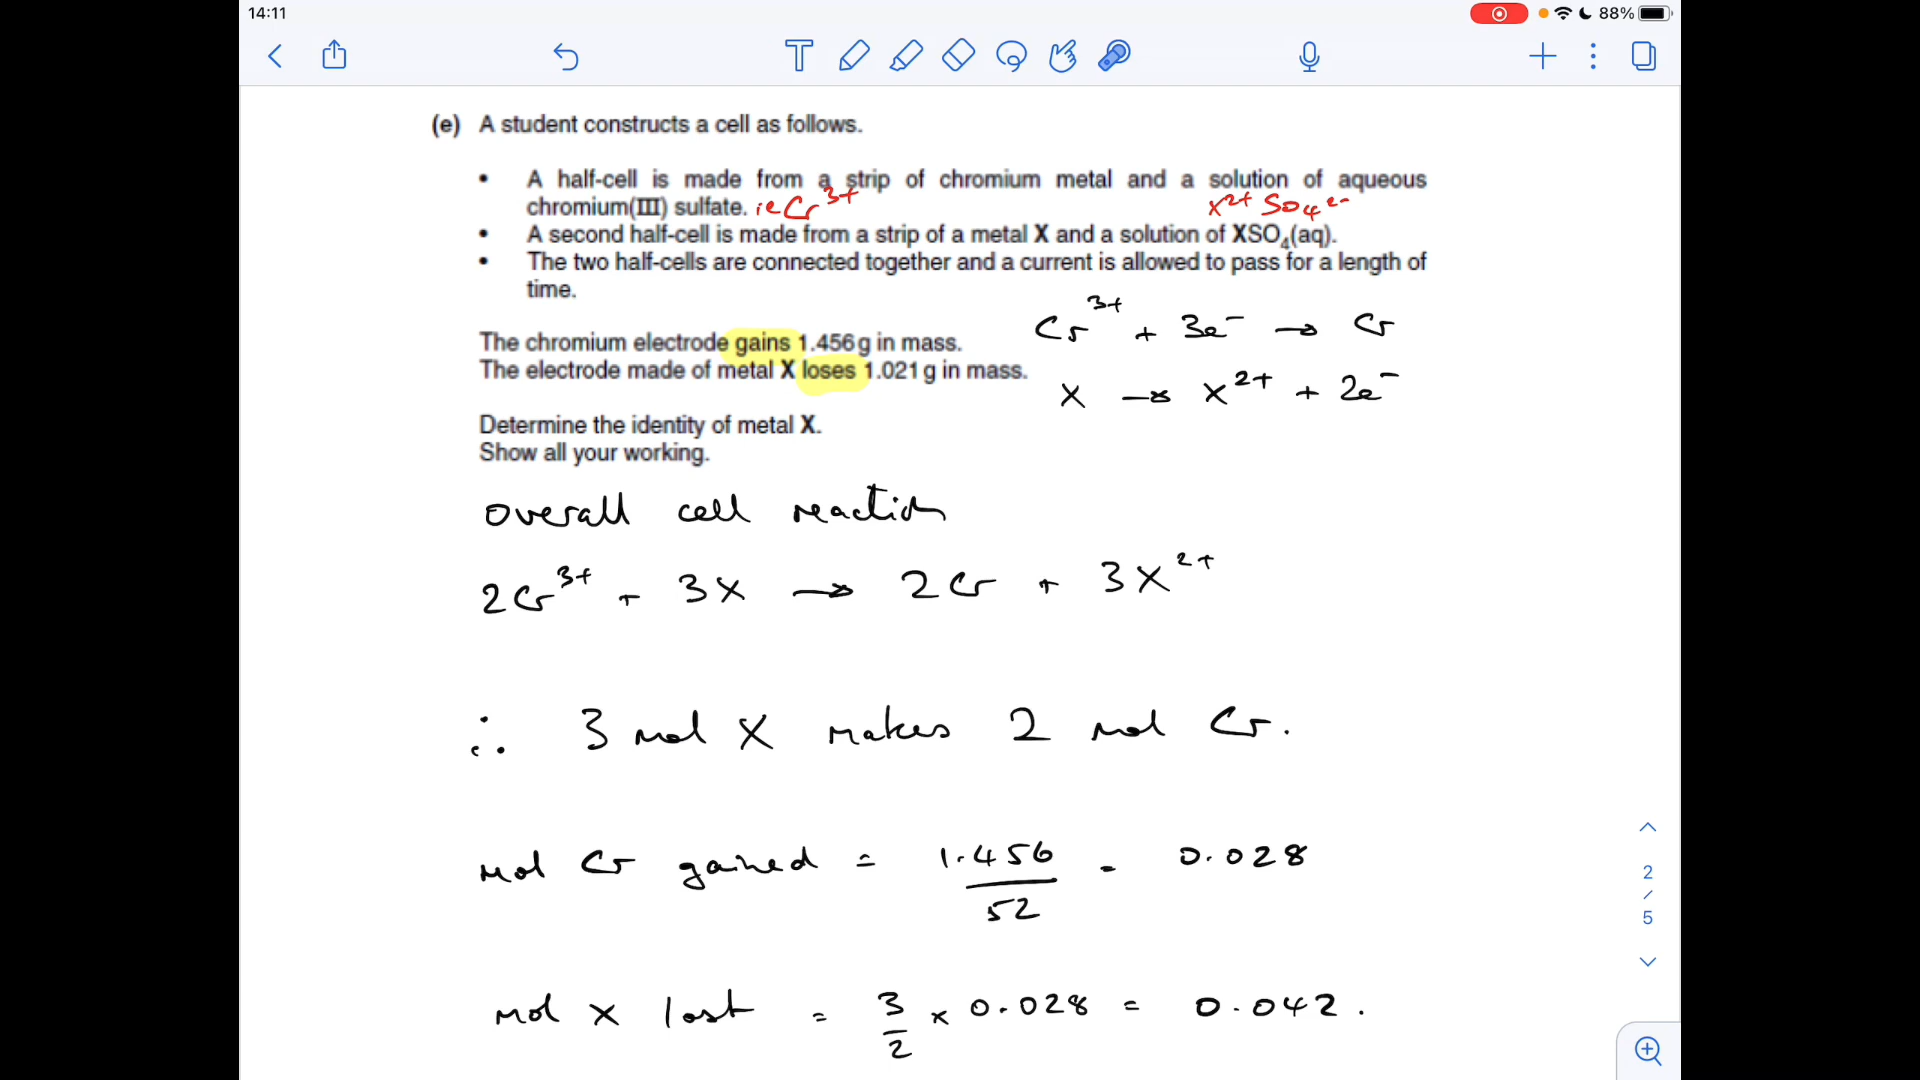 14:11
88%
(e) A student constructs a cell as follows.
• A half-cell is made from a strip of chromium metal and a solution of aqueous
chromium(III) sulfate. ie Cr³⁺
X²⁺ SO₄²⁻
• A second half-cell is made from a strip of a metal X and a solution of XSO₄(aq).
• The two half-cells are connected together and a current is allowed to pass for a length of
time.
The chromium electrode gains 1.456 g in mass.
The electrode made of metal X loses 1.021 g in mass.
Cr³⁺ + 3e⁻ → Cr
X → X²⁺ + 2e⁻
Determine the identity of metal X.
Show all your working.
Overall cell reaction
2Cr³⁺ + 3X → 2Cr + 3X²⁺
∴ 3 mol X makes 2 mol Cr.
mol Cr gained = 1.456/52 = 0.028
mol X lost = 3/2 × 0.028 = 0.042.
2
/
5